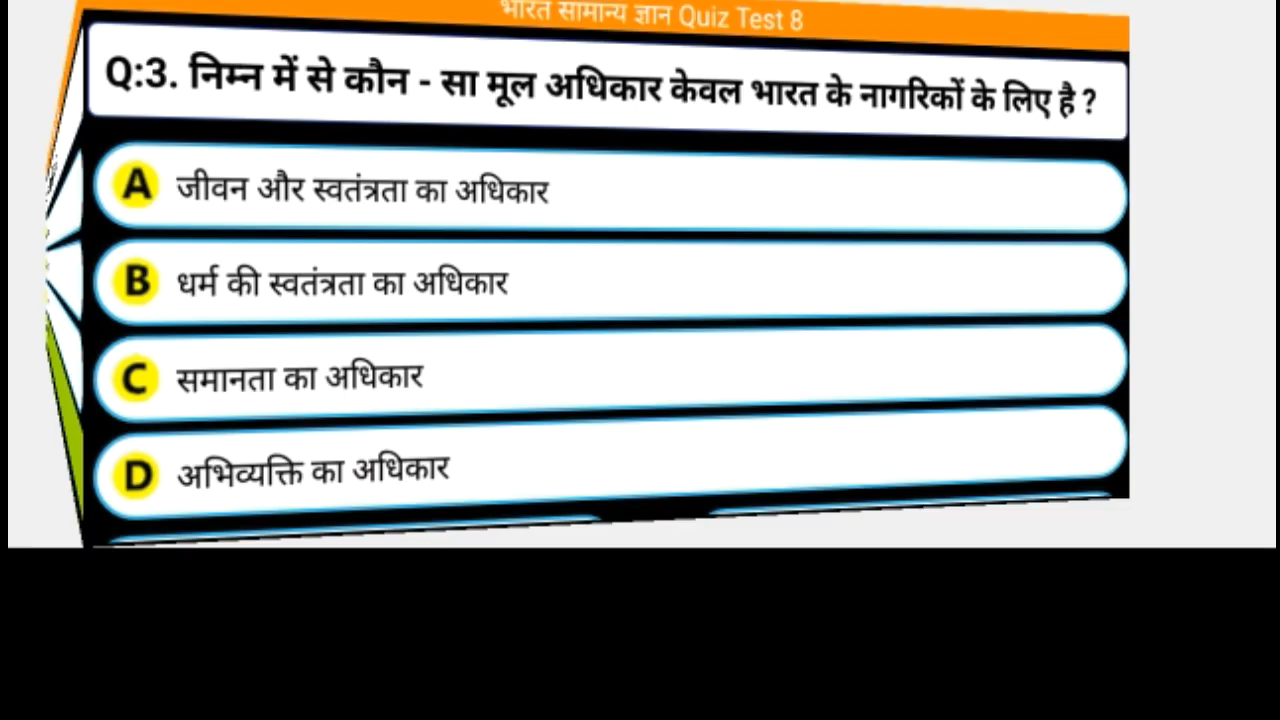 भारत सामान्य ज्ञान Quiz Test 8
Q:3. निम्न में से कौन - सा मूल अधिकार केवल भारत के नागरिकों के लिए है ?
A जीवन और स्वतंत्रता का अधिकार
B धर्म की स्वतंत्रता का अधिकार
C समानता का अधिकार
D अभिव्यक्ति का अधिकार